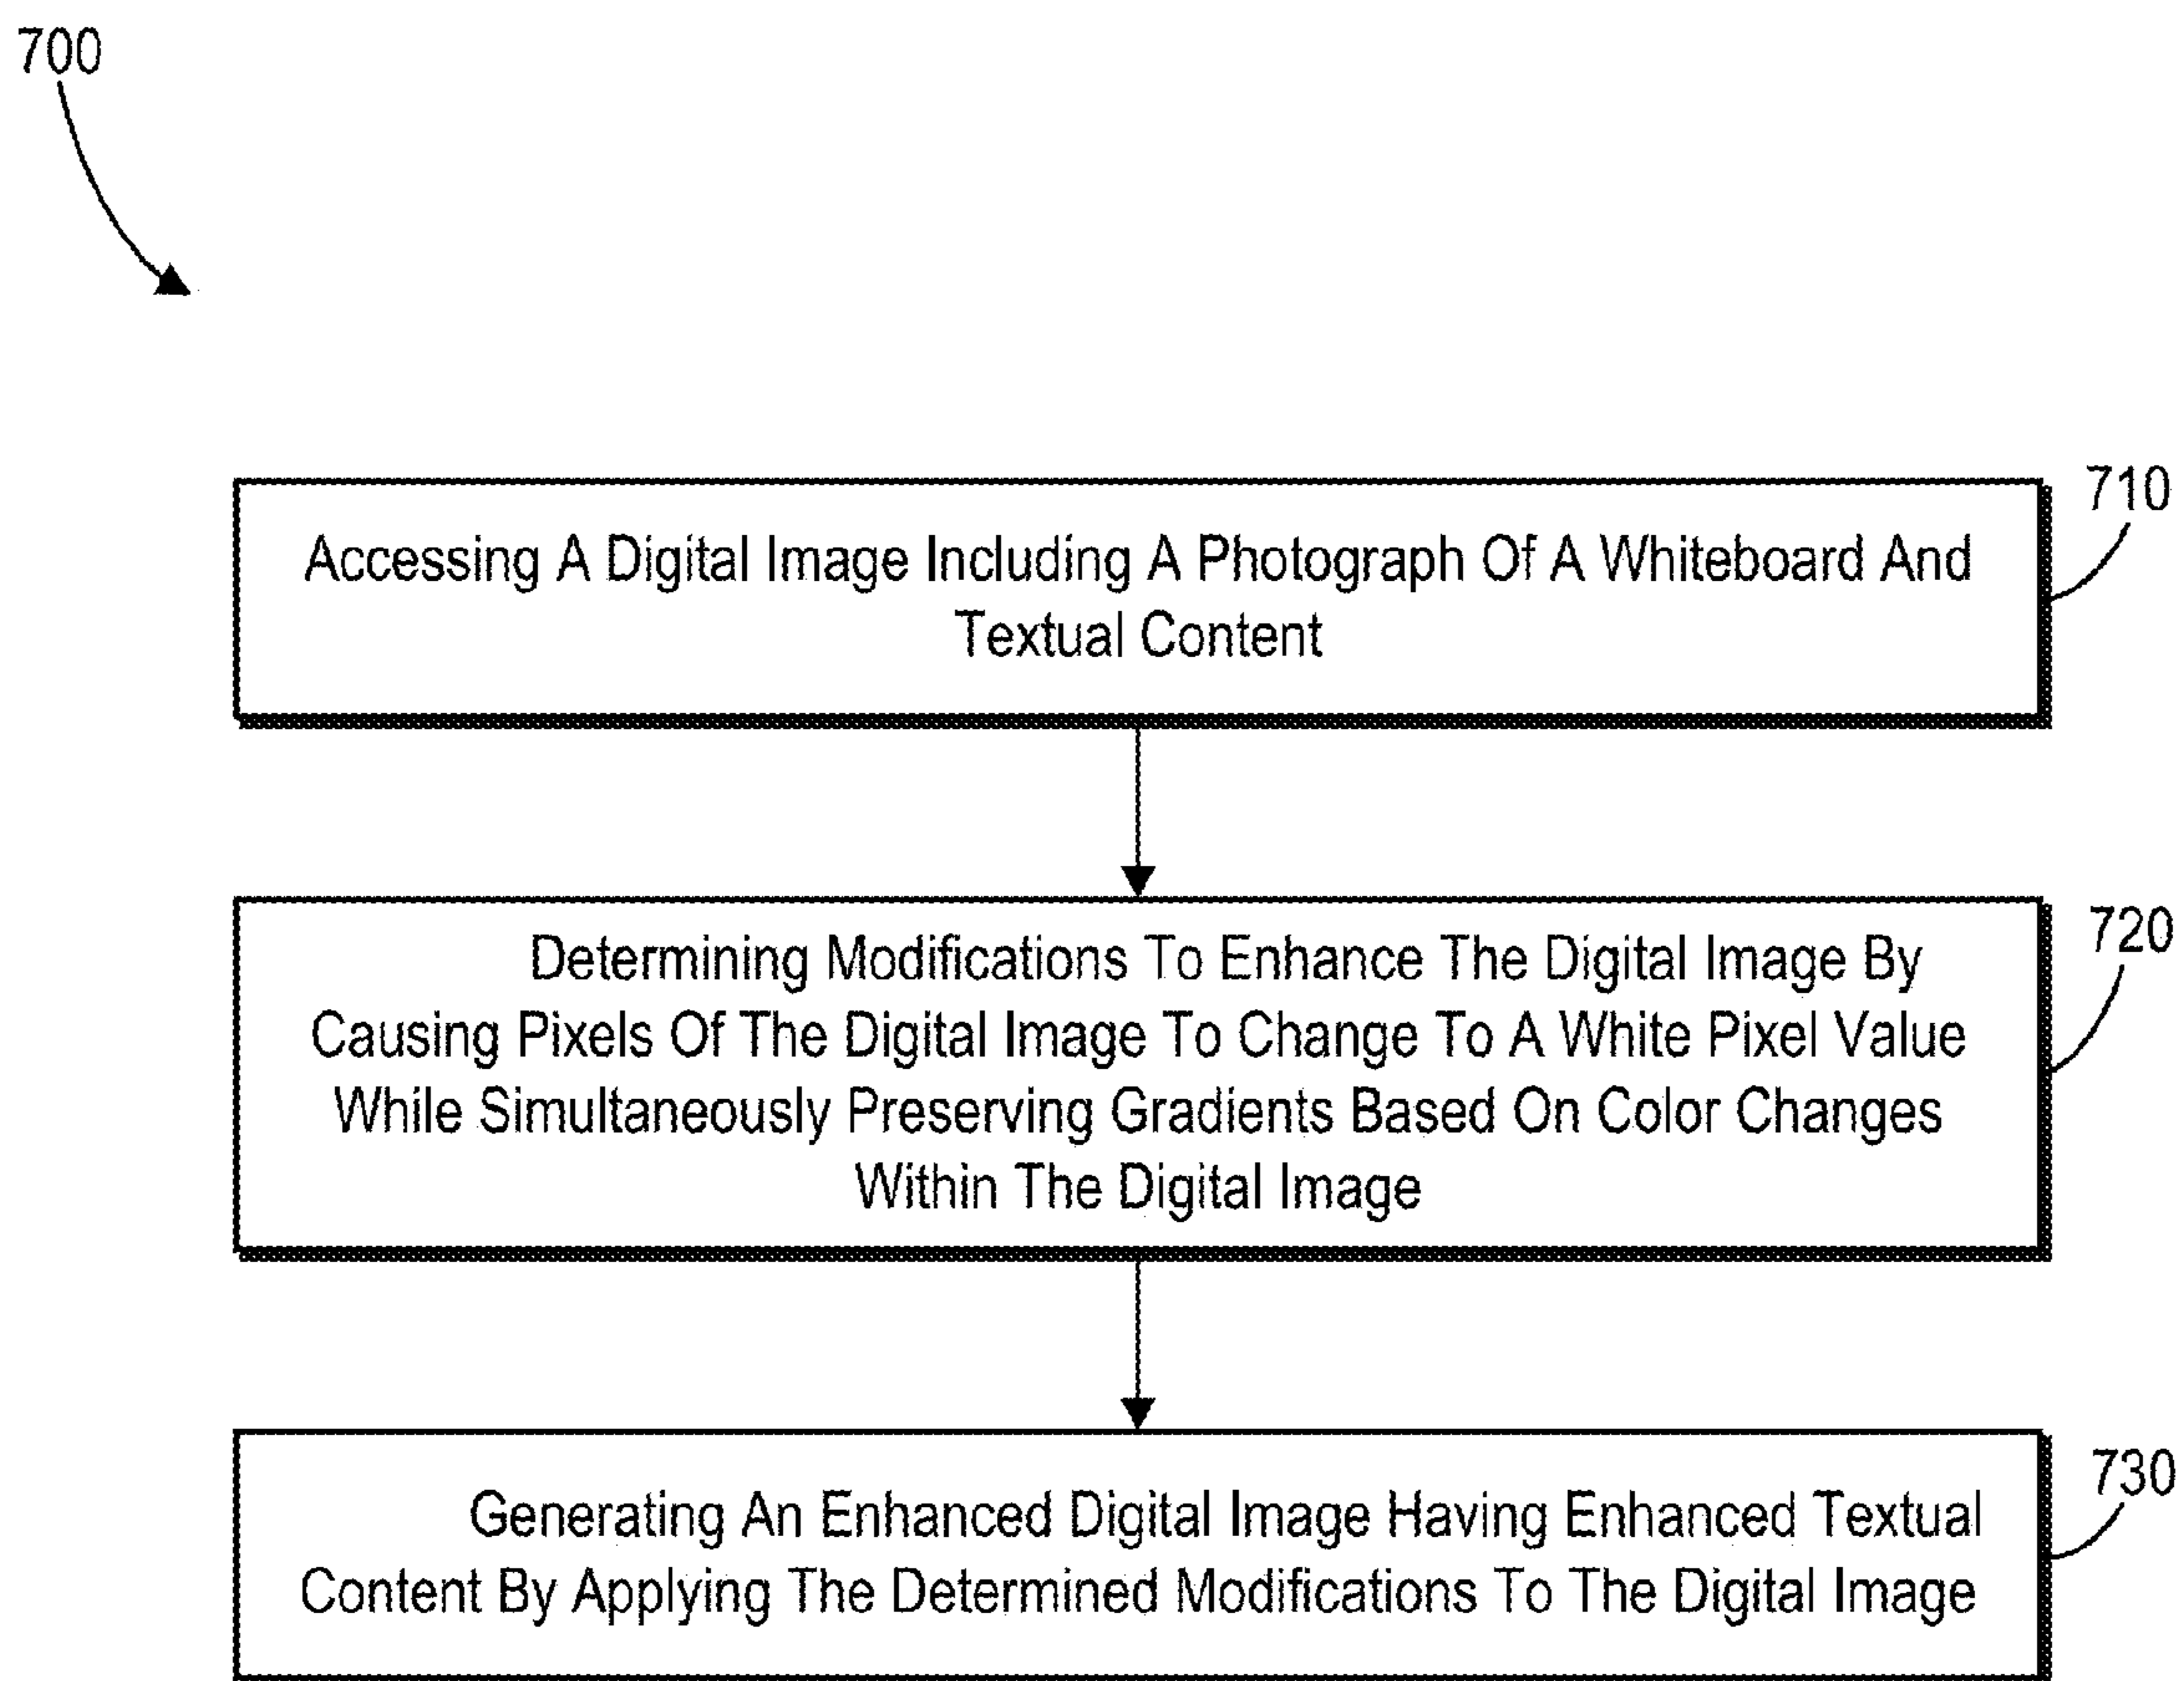 700
710
Accessing A Digital Image Including A Photograph Of A Whiteboard And
Textual Content
720
Determining Modifications To Enhance The Digital Image By
Causing Pixels Of The Digital Image To Change To A White Pixel Value
While Simultaneously Preserving Gradients Based On Color Changes
Within The Digital Image
730
Generating An Enhanced Digital Image Having Enhanced Textual
Content By Applying The Determined Modifications To The Digital Image